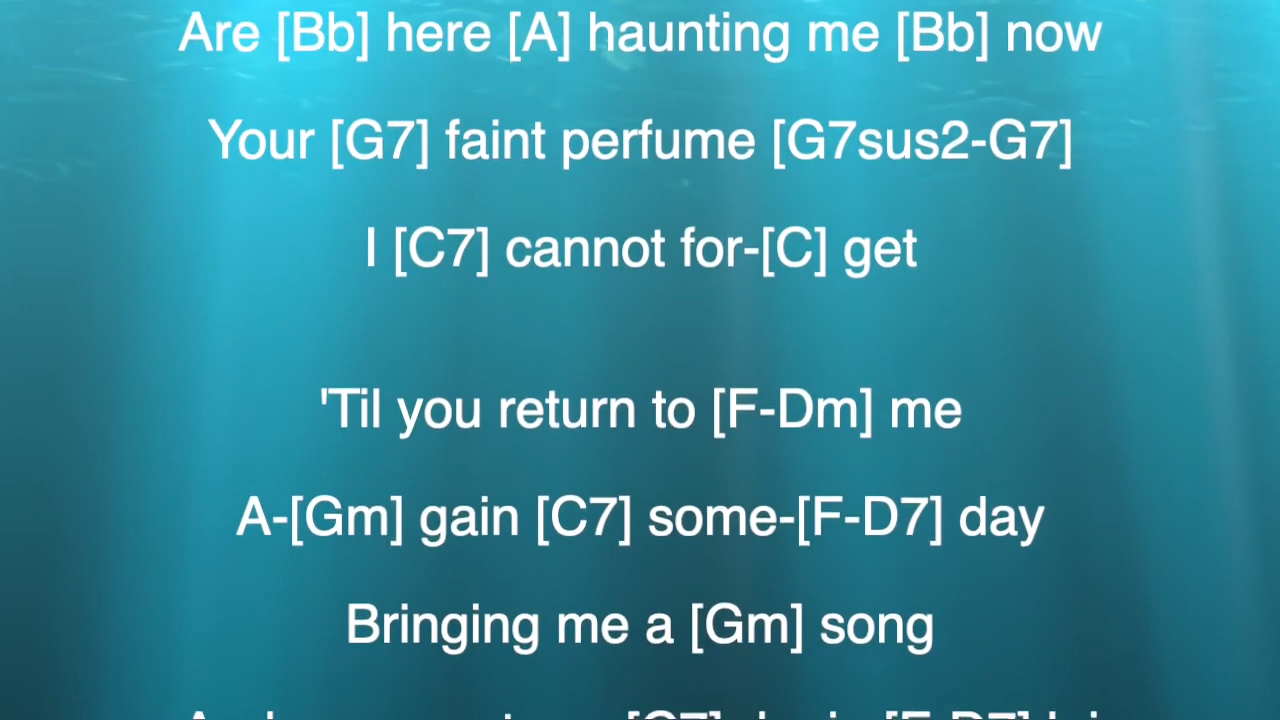 Are [Bb] here [A] haunting me [Bb] now
Your [G7] faint perfume [G7sus2-G7]
I [C7] cannot for-[C] get
'Til you return to [F-Dm] me
A-[Gm] gain [C7] some-[F-D7] day
Bringing me a [Gm] song